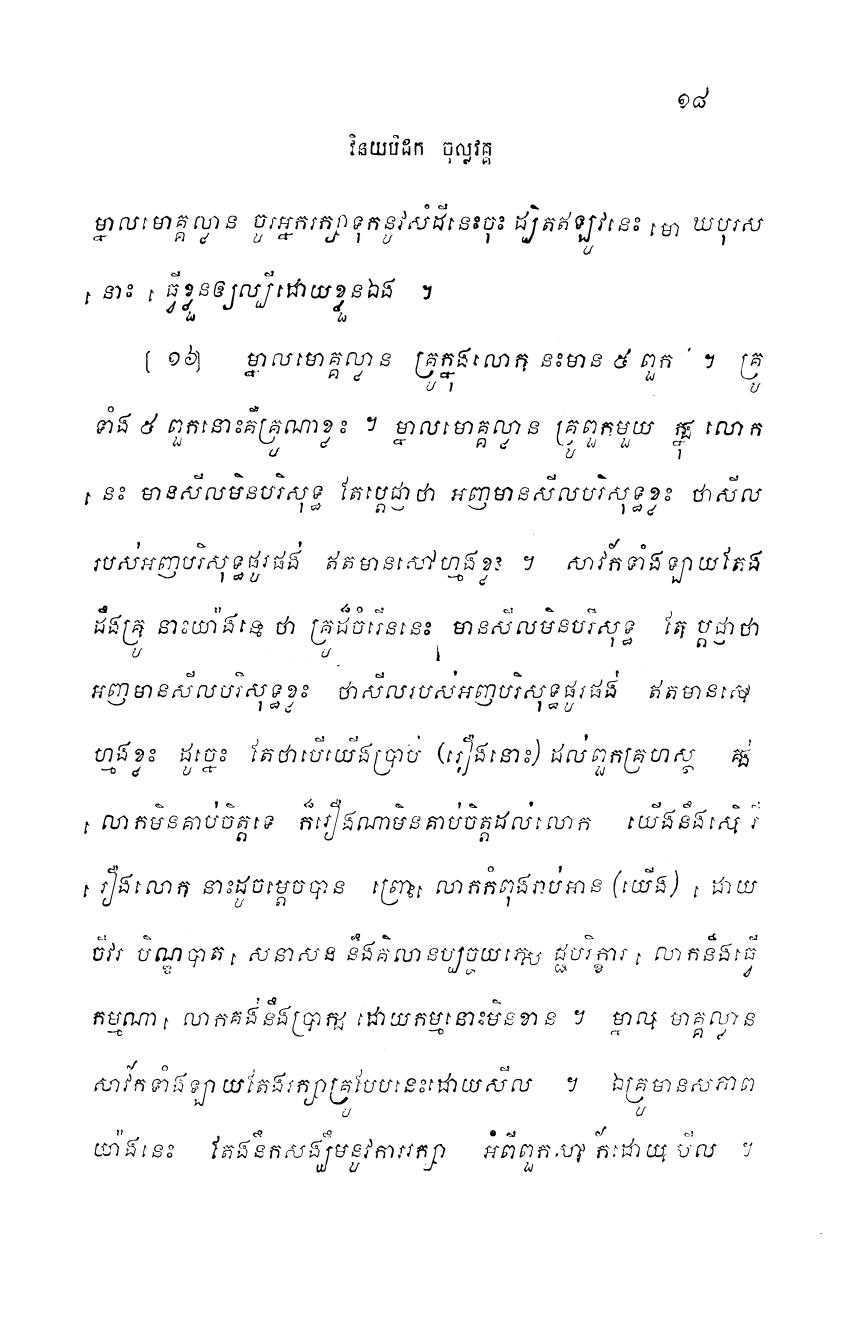 ១៨
វិនយបិដក ចុល្លវគ្គ
ម្នាលមោគ្គល្លាន ចូរអ្នករក្សាទុកនូវសំដីនេះចុះ ដ្បិតឥឡូវនេះ មោឃបុរស
នោះ ធ្វើខ្លួនឲ្យល្បីដោយខ្លួនឯង ។
[១៦] ម្នាលមោគ្គល្លាន គ្រូក្នុងលោកនេះមាន ៥ ពួក ។ គ្រូ
ទាំង ៥ ពួកនោះគឺគ្រូណាខ្លះ ។ ម្នាលមោគ្គល្លាន គ្រូពួកមួយ ក្នុងលោក
នេះ មានសីលមិនបរិសុទ្ធ តែប្តេជ្ញាថា អញមានសីលបរិសុទ្ធខ្លះ ថាសីល
របស់អញបរិសុទ្ធផូរផង់ ឥតមានសៅហ្មងខ្លះ ។ សាវ័កទាំងឡាយតែង
ដឹងគ្រូនោះយ៉ាងនេះថា គ្រូដ៏ចំរើននេះ មានសីលមិនបរិសុទ្ធ តែប្តេជ្ញាថា
អញមានសីលបរិសុទ្ធខ្លះ ថាសីលរបស់អញបរិសុទ្ធផូរផង់ ឥតមានសៅ
ហ្មងខ្លះ ដូច្នេះ តែថាបើយើងប្រាប់ (រឿងនោះ) ដល់ពួកគ្រហស្ថ គង់
លោកមិនគាប់ចិត្តទេ ក៏រឿងណាមិនគាប់ចិត្តដល់លោក យើងនឹងស្តើរ
រឿងលោកនោះដូចម្តេចបាន ព្រោះលោកកំពុងរាប់អាន (យើង) ដោយ
ចីវរ បិណ្ឌបាត សេនាសនៈ នឹងគិលានប្បច្ចយភេសជ្ជបរិក្ខារ លោកនឹងធ្វើ
កម្មណា លោកគង់នឹងប្រាកដដោយកម្មនោះមិនខាន ។ ម្នាលមោគ្គល្លាន
សាវ័កទាំងឡាយតែងរក្សាគ្រូបែបនេះដោយសីល ។ ឯគ្រូមានសភាព
យ៉ាងនេះ តែងនឹកសង្ឃឹមនូវការរក្សា អំពីពួកសាវ័កដោយសីល ។